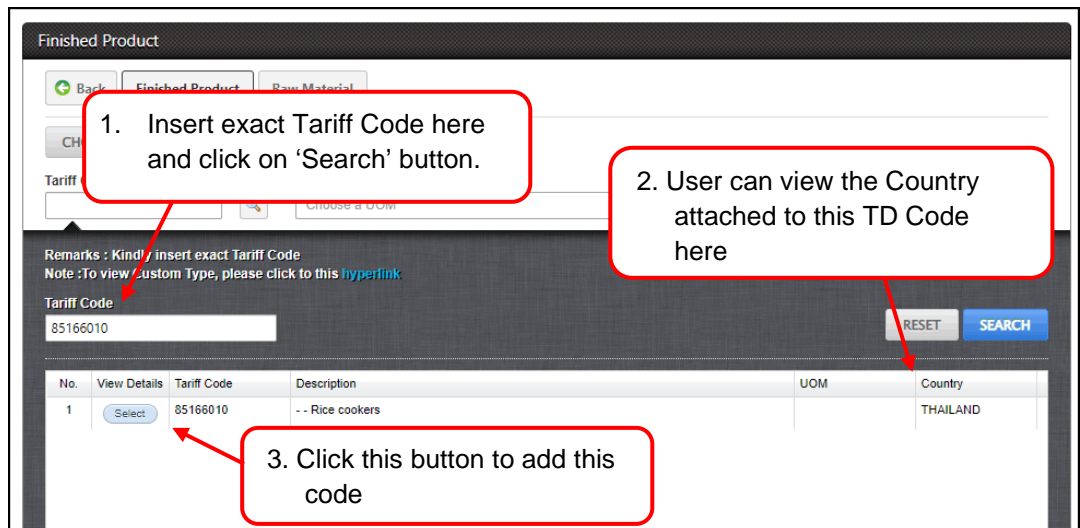 Finished Product
Back Finished Product Raw Material
1. Insert exact Tariff Code here
and click on ‘Search’ button.
CH
Tariff
Choose a UOM
2. User can view the Country
attached to this TD Code
here
Remarks : Kindly insert exact Tariff Code
Note :To view Custom Type, please click to this hyperlink
Tariff Code
85166010
RESET SEARCH
No. View Details Tariff Code Description UOM Country
1 Select 85166010 - - Rice cookers THAILAND
3. Click this button to add this
code